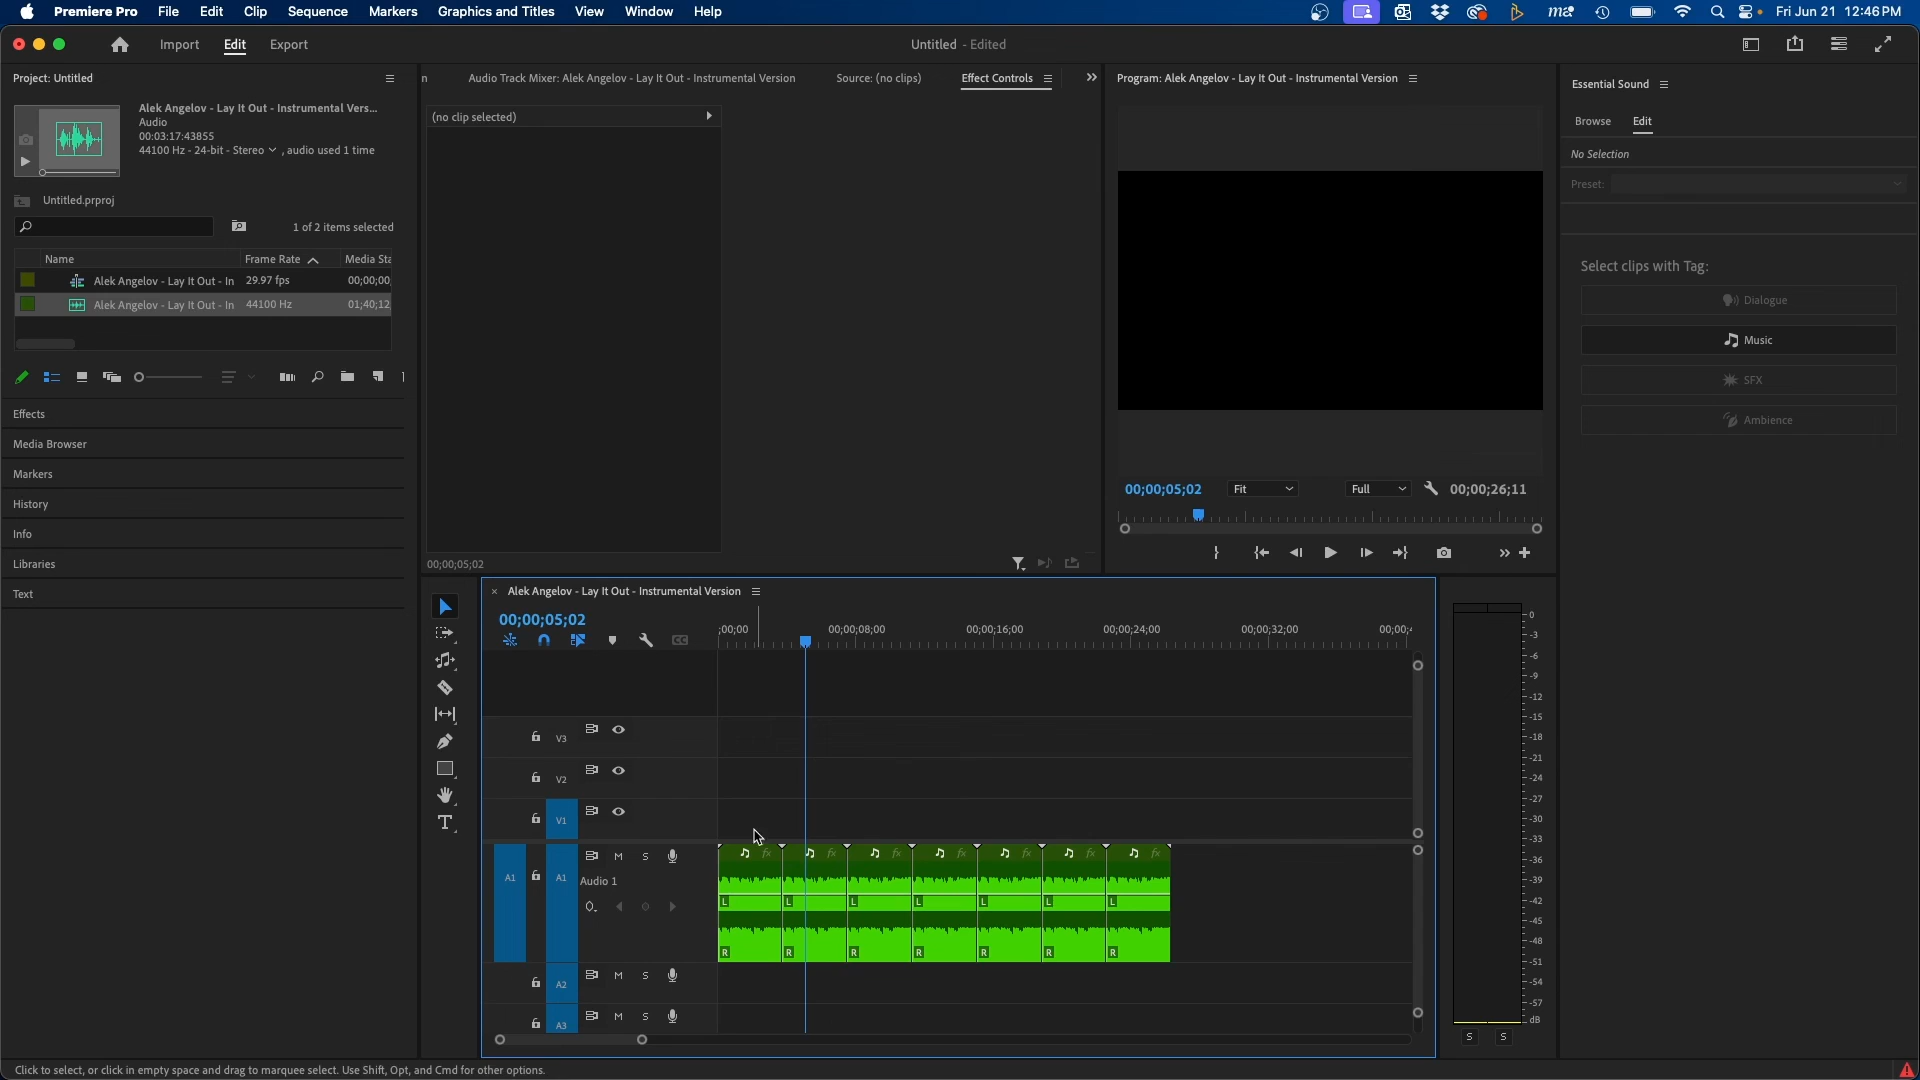 Premiere Pro File Edit Clip Sequence Markers Graphics and Titles View Window Help Fri Jun 21 12:46 PM
Import Edit Export Untitled - Edited
Project: Untitled
Alek Angelov - Lay It Out - Instrumental Vers...
Audio
00:03:17:43855
44100 Hz - 24-bit - Stereo , audio used 1 time
Untitled.prproj
1 of 2 items selected
Name Frame Rate Media Sta
Alek Angelov - Lay It Out - In 29.97 fps 00;00;00
Alek Angelov - Lay It Out - In 44100 Hz 01;40;12
Effects
Media Browser
Markers
History
Info
Libraries
Text
n Audio Track Mixer: Alek Angelov - Lay It Out - Instrumental Version Source: (no clips) Effect Controls
(no clip selected)
00;00;05;02
Program: Alek Angelov - Lay It Out - Instrumental Version
00;00;05;02 Fit Full 00;00;26;11
Essential Sound
Browse Edit
No Selection
Preset:
Select clips with Tag:
Dialogue
Music
SFX
Ambience
× Alek Angelov - Lay It Out - Instrumental Version
00;00;05;02
;00;00 00;00;08;00 00;00;16;00 00;00;24;00 00;00;32;00 00;00;4
CC
V3
V2
V1
A1 A1 M S
Audio 1
fx fx fx fx fx fx fx
L L L L L L L
R R R R R R R
A2 M S
A3 M S
0
-3
-6
-9
-12
-15
-18
-21
-24
-27
-30
-33
-36
-39
-42
-45
-48
-51
-54
-57
dB
S S
Click to select, or click in empty space and drag to marquee select. Use Shift, Opt, and Cmd for other options.